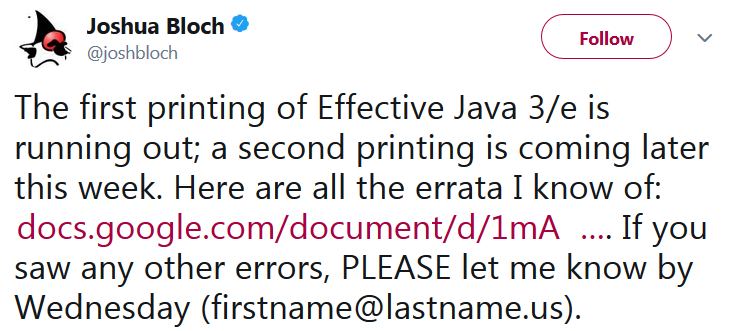 Joshua Bloch
@joshbloch
Follow
The first printing of Effective Java 3/e is
running out; a second printing is coming later
this week. Here are all the errata I know of:
docs.google.com/document/d/1mA …. If you
saw any other errors, PLEASE let me know by
Wednesday (firstname@lastname.us).